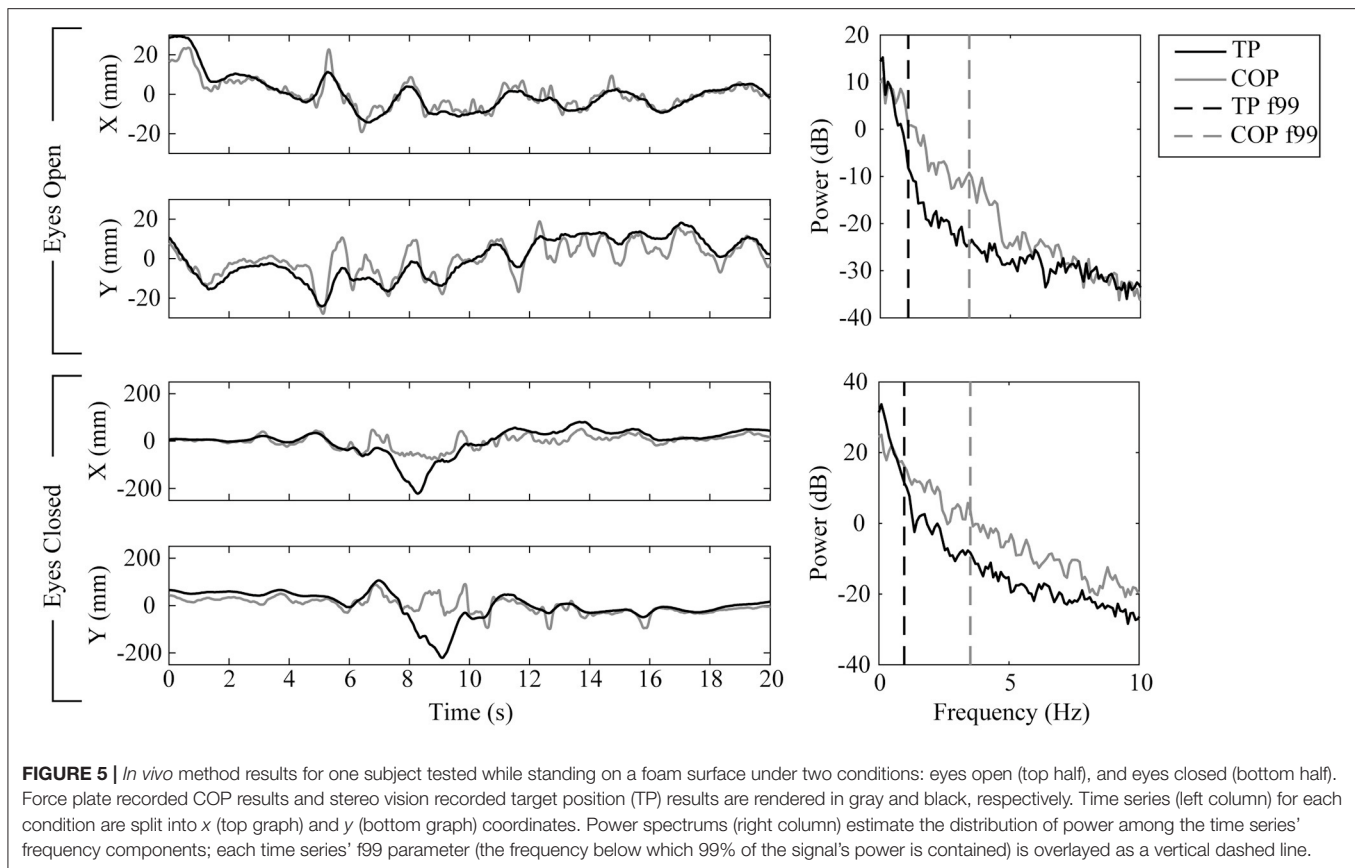 Eyes Open
X (mm)
20
0
-20
Y (mm)
20
0
-20
Power (dB)
20
10
0
-10
-20
-30
-40
TP
COP
TP f99
COP f99
Eyes Closed
X (mm)
200
0
-200
Y (mm)
200
0
-200
0 2 4 6 8 10 12 14 16 18 20
Time (s)
Power (dB)
40
20
0
-20
-40
0 5 10
Frequency (Hz)
FIGURE 5 | In vivo method results for one subject tested while standing on a foam surface under two conditions: eyes open (top half), and eyes closed (bottom half).
Force plate recorded COP results and stereo vision recorded target position (TP) results are rendered in gray and black, respectively. Time series (left column) for each
condition are split into x (top graph) and y (bottom graph) coordinates. Power spectrums (right column) estimate the distribution of power among the time series'
frequency components; each time series' f99 parameter (the frequency below which 99% of the signal's power is contained) is overlayed as a vertical dashed line.